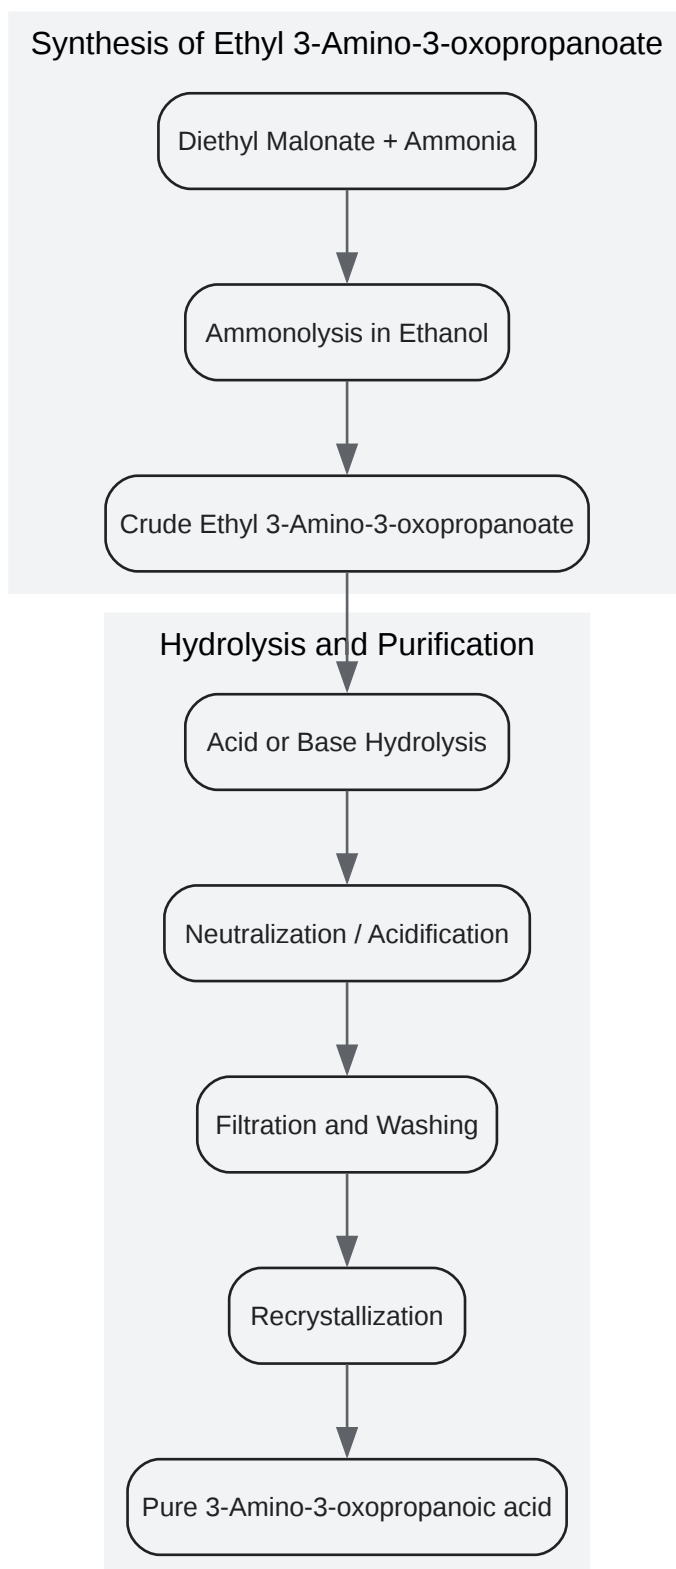 Synthesis of Ethyl 3-Amino-3-oxopropanoate
Diethyl Malonate + Ammonia
Ammonolysis in Ethanol
Crude Ethyl 3-Amino-3-oxopropanoate
Hydrolysis and Purification
Acid or Base Hydrolysis
Neutralization / Acidification
Filtration and Washing
Recrystallization
Pure 3-Amino-3-oxopropanoic acid